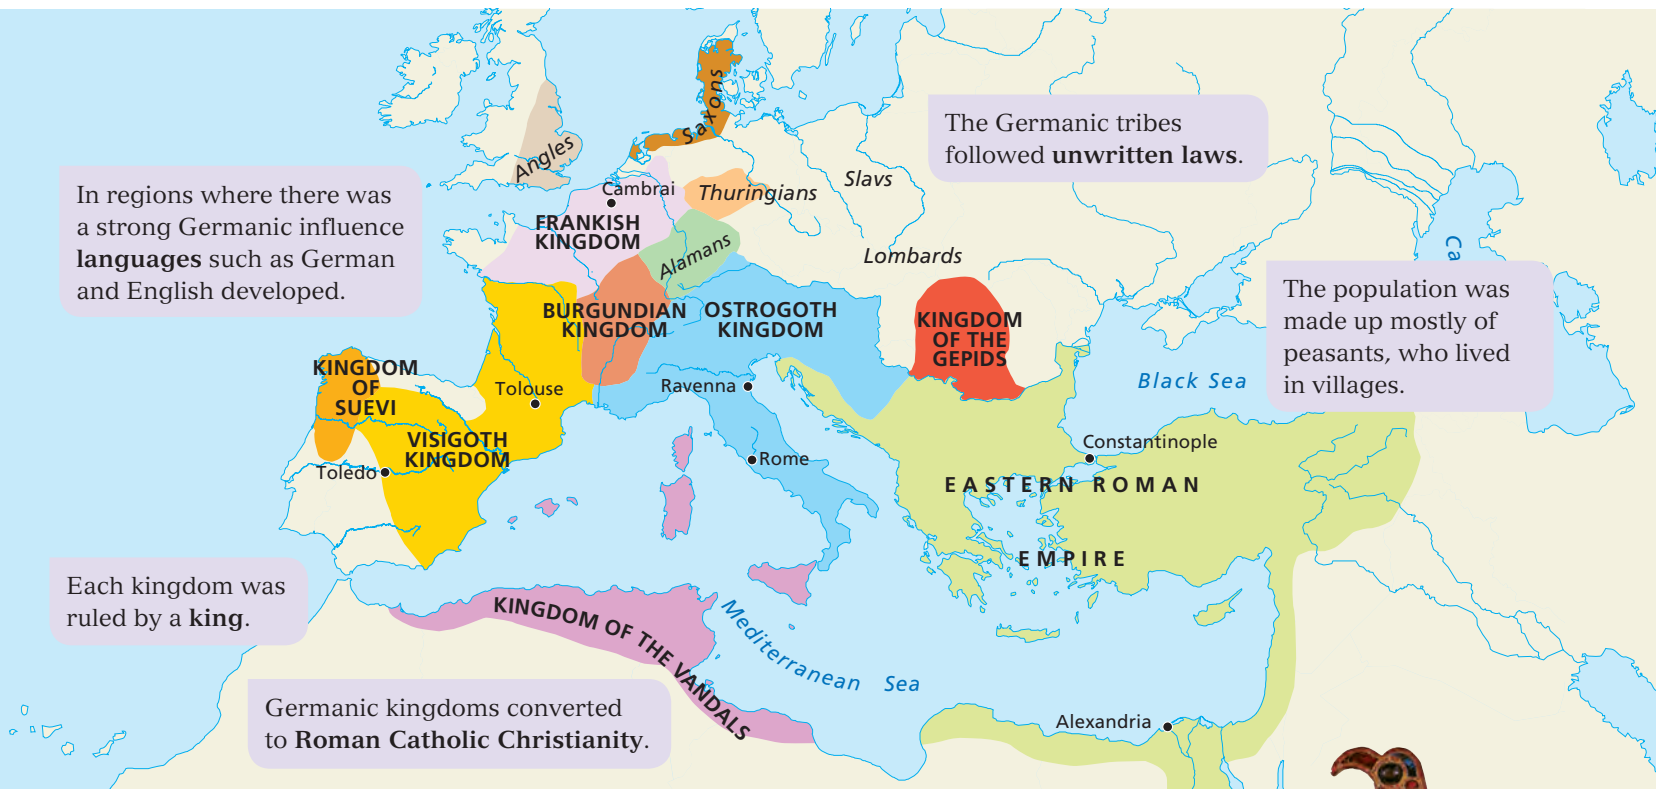 Saxons
The Germanic tribes
followed unwritten laws.
Angles
In regions where there was
a strong Germanic influence
languages such as German
and English developed.
Cambrai
Thuringians
Slavs
FRANKISH
KINGDOM
Alamans
Lombards
Ca
The population was
made up mostly of
peasants, who lived
in villages.
BURGUNDIAN
KINGDOM
OSTROGOTH
KINGDOM
KINGDOM
OF THE
GEPIDS
KINGDOM
OF
SUEVI
Tolouse
Ravenna
Black Sea
VISIGOTH
KINGDOM
Toledo
Rome
Constantinople
EASTERN ROMAN
EMPIRE
Each kingdom was
ruled by a king.
KINGDOM OF THE VANDALS
Mediterranean Sea
Germanic kingdoms converted
to Roman Catholic Christianity.
Alexandria